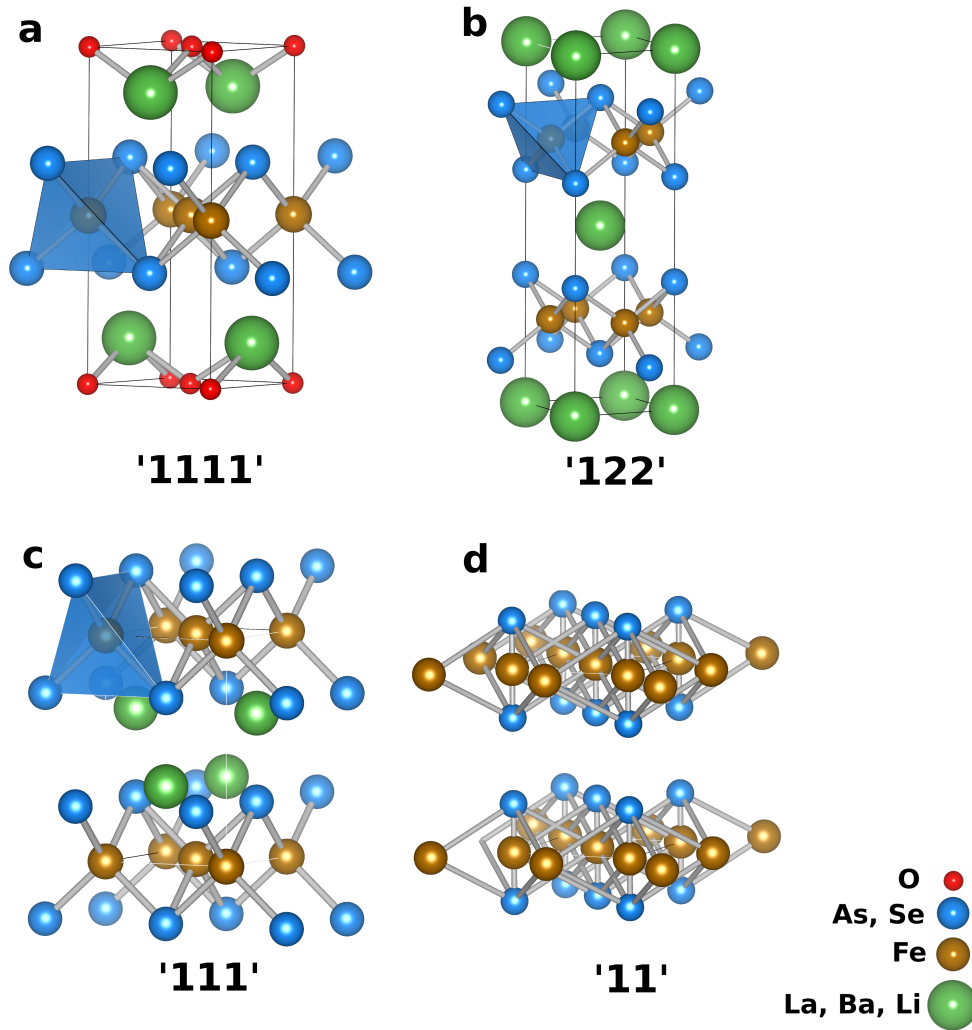 a
b
'1111'
'122'
c
d
'111'
'11'
O
As, Se
Fe
La, Ba, Li